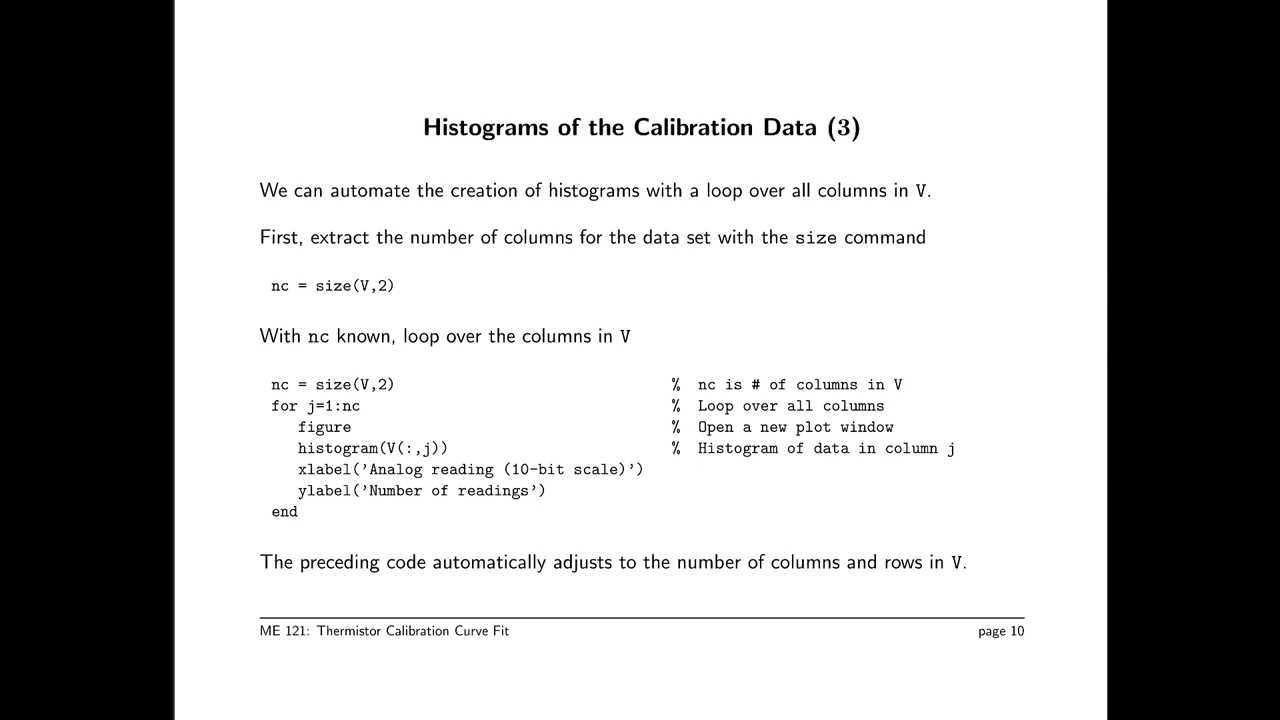 Histograms of the Calibration Data (3)
We can automate the creation of histograms with a loop over all columns in V.
First, extract the number of columns for the data set with the size command
nc = size(V,2)
With nc known, loop over the columns in V
nc = size(V,2) % nc is # of columns in V
for j=1:nc % Loop over all columns
figure % Open a new plot window
histogram(V(:,j)) % Histogram of data in column j
xlabel('Analog reading (10-bit scale)')
ylabel('Number of readings')
end
The preceding code automatically adjusts to the number of columns and rows in V.
ME 121: Thermistor Calibration Curve Fit page 10